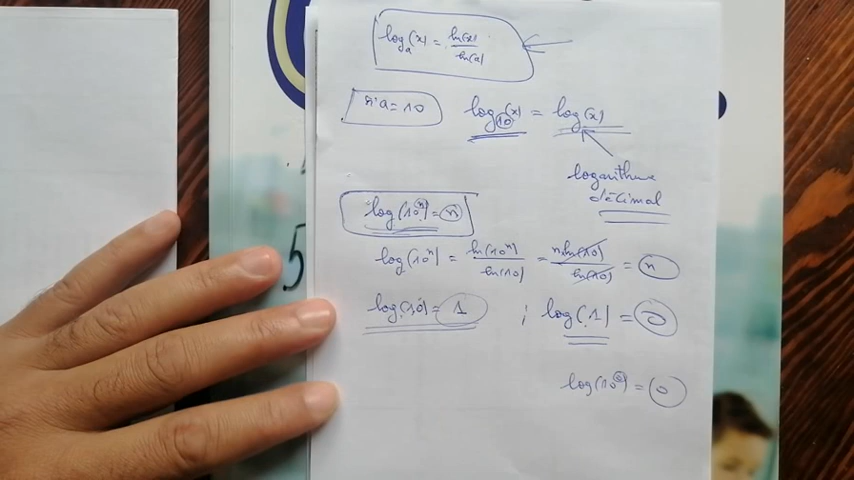 logₐ(x) = ln(x)/ln(a)
si a = 10 log₁₀(x) = log(x)
logarithme
décimal
log(10ⁿ) = n
log(10ⁿ) = ln(10ⁿ)/ln(10) = n ln(10)/ln(10) = n
log(10) = 1 ; log(1) = 0
log(10⁰) = 0
5